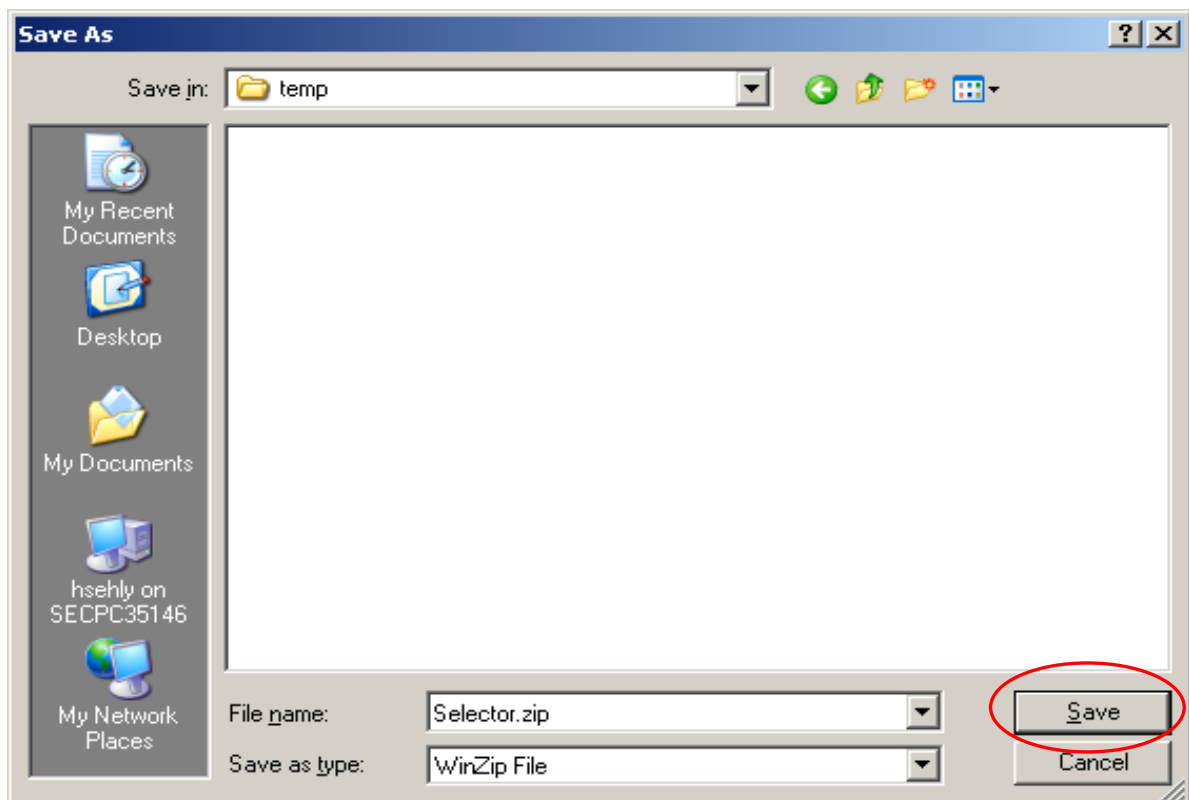 Save As
Save in:
temp
My Recent
Documents
Desktop
My Documents
hsehly on
SECPC35146
My Network
Places
File name:
Selector.zip
Save
Save as type:
WinZip File
Cancel